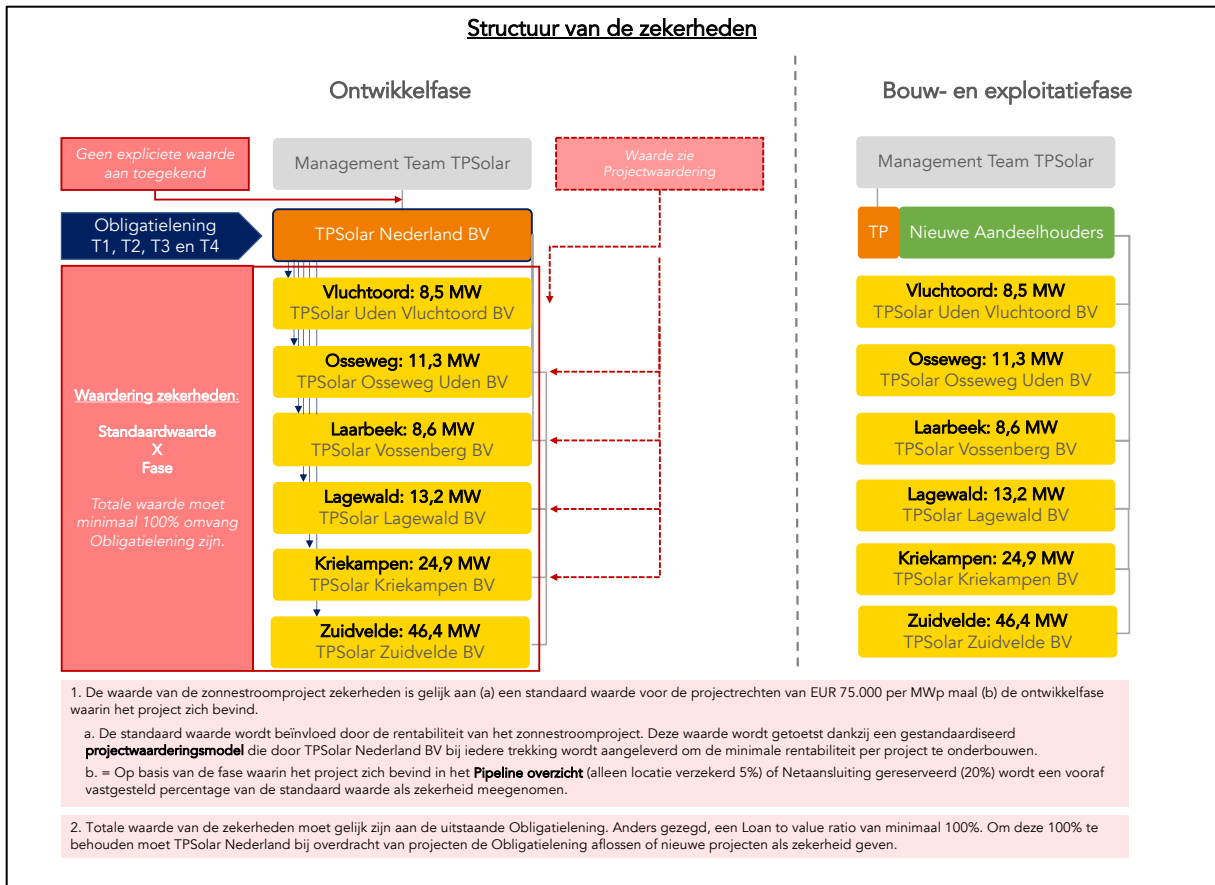 Structuur van de zekerheden
Ontwikkelfase
Bouw- en exploitatiefase
Geen expliciete waarde
aan toegekend
Management Team TPSolar
Waarde zie
Projectwaardering
Management Team TPSolar
Obligatielening
T1, T2, T3 en T4
TPSolar Nederland BV
TP
Nieuwe Aandeelhouders
Waardering zekerheden:
Standaardwaarde
X
Fase
Totale waarde moet
minimaal 100% omvang
Obligatielening zijn.
Vluchtoord: 8,5 MW
TPSolar Uden Vluchtoord BV
Osseweg: 11,3 MW
TPSolar Osseweg Uden BV
Laarbeek: 8,6 MW
TPSolar Vossenberg BV
Lagewald: 13,2 MW
TPSolar Lagewald BV
Kriekampen: 24,9 MW
TPSolar Kriekampen BV
Zuidvelde: 46,4 MW
TPSolar Zuidvelde BV
Vluchtoord: 8,5 MW
TPSolar Uden Vluchtoord BV
Osseweg: 11,3 MW
TPSolar Osseweg Uden BV
Laarbeek: 8,6 MW
TPSolar Vossenberg BV
Lagewald: 13,2 MW
TPSolar Lagewald BV
Kriekampen: 24,9 MW
TPSolar Kriekampen BV
Zuidvelde: 46,4 MW
TPSolar Zuidvelde BV
1. De waarde van de zonnestroomproject zekerheden is gelijk aan (a) een standaard waarde voor de projectrechten van EUR 75.000 per MWp maal (b) de ontwikkelfase
waarin het project zich bevind.
a. De standaard waarde wordt beïnvloed door de rentabiliteit van het zonnestroomproject. Deze waarde wordt getoetst dankzij een gestandaardiseerd
projectwaarderingsmodel die door TPSolar Nederland BV bij iedere trekking wordt aangeleverd om de minimale rentabiliteit per project te onderbouwen.
b. = Op basis van de fase waarin het project zich bevind in het Pipeline overzicht (alleen locatie verzekerd 5%) of Netaansluiting gereserveerd (20%) wordt een vooraf
vastgesteld percentage van de standaard waarde als zekerheid meegenomen.
2. Totale waarde van de zekerheden moet gelijk zijn aan de uitstaande Obligatielening. Anders gezegd, een Loan to value ratio van minimaal 100%. Om deze 100% te
behouden moet TPSolar Nederland bij overdracht van projecten de Obligatielening aflossen of nieuwe projecten als zekerheid geven.